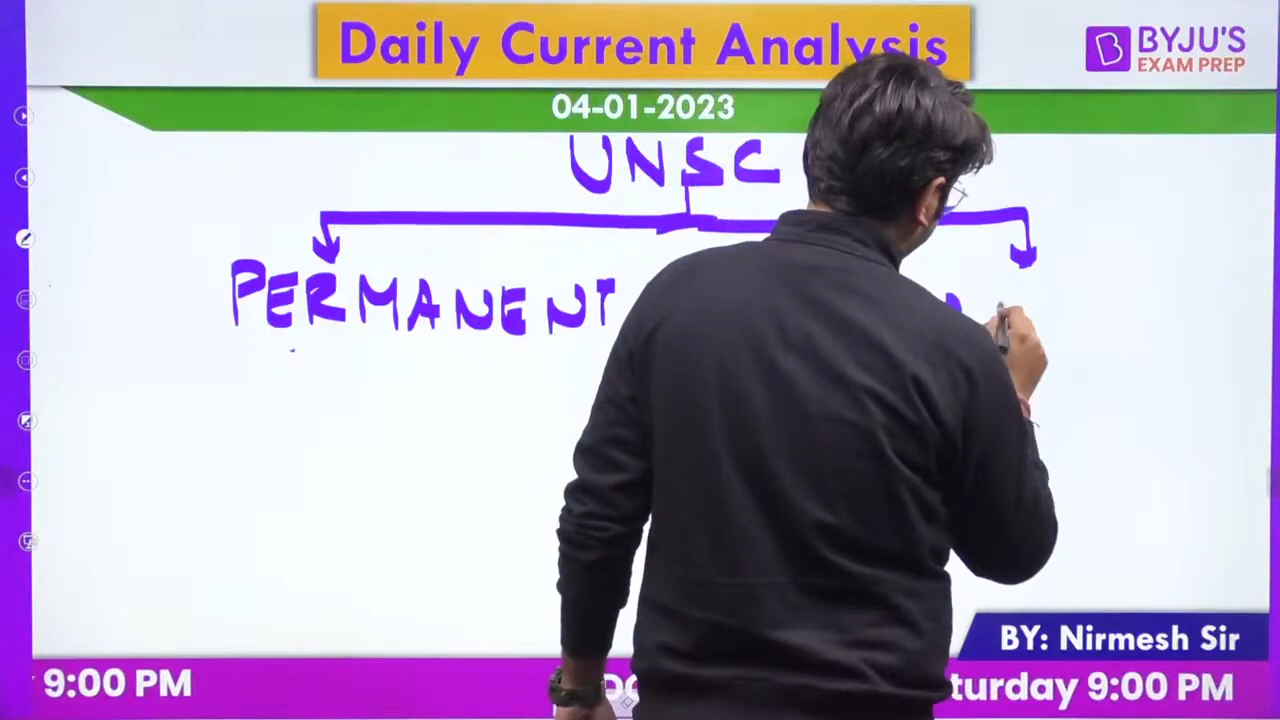 Daily Current Analysis
BYJU'S
EXAM PREP
04-01-2023
UNSC
PERMANENT
BY: Nirmesh Sir
9:00 PM
9:00 PM